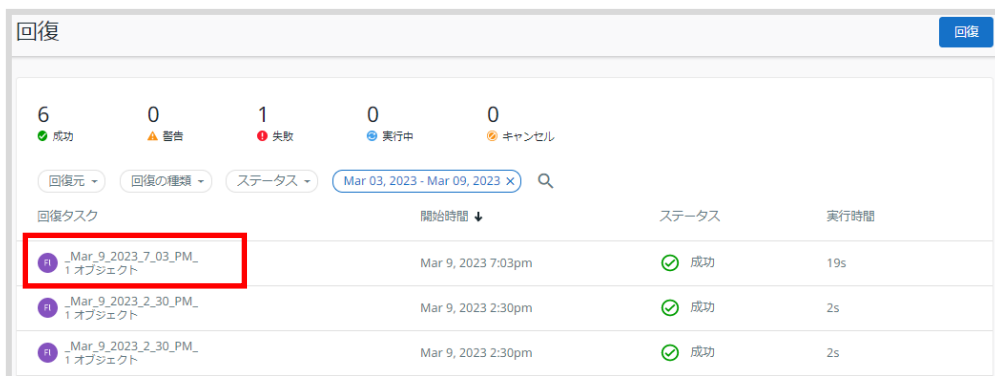 回復
回復
6 0 1 0 0
成功 警告 失敗 実行中 キャンセル
回復元 回復の種類 ステータス Mar 03, 2023 - Mar 09, 2023 ×
回復タスク 開始時間 ↓ ステータス 実行時間
FI _Mar_9_2023_7_03_PM_ Mar 9, 2023 7:03pm 成功 19s
1 オブジェクト
FI _Mar_9_2023_2_30_PM_ Mar 9, 2023 2:30pm 成功 2s
1 オブジェクト
FI _Mar_9_2023_2_30_PM_ Mar 9, 2023 2:30pm 成功 2s
1 オブジェクト